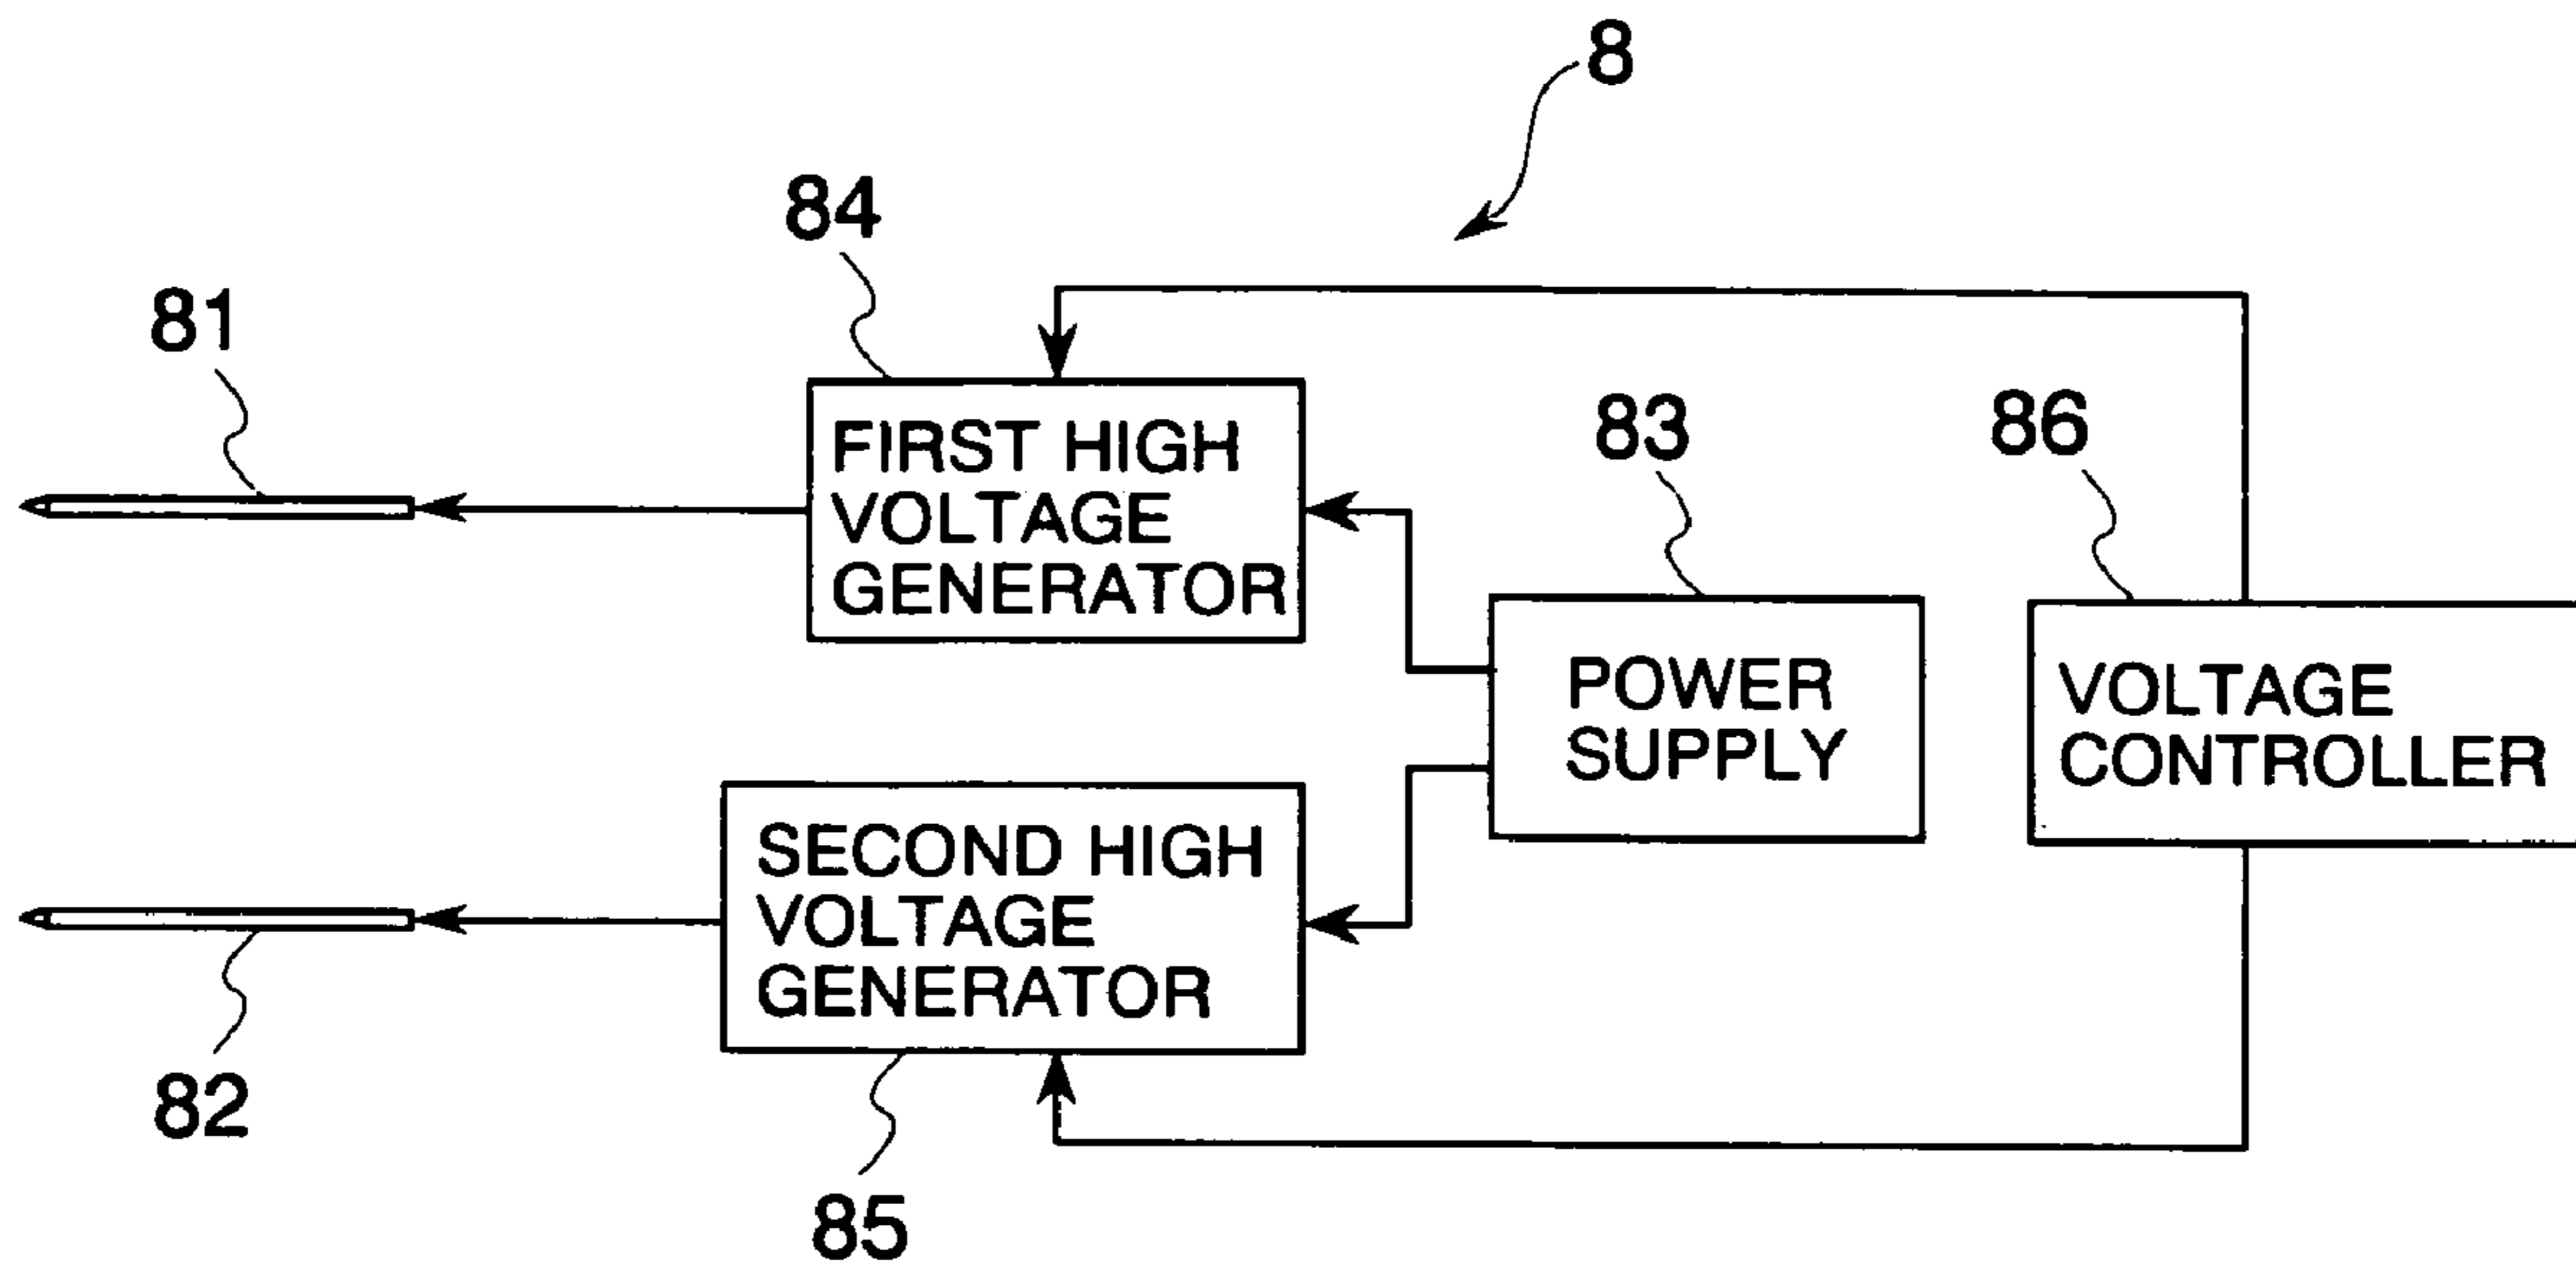 8
84
81
FIRST HIGH
VOLTAGE
GENERATOR
83
86
POWER
SUPPLY
VOLTAGE
CONTROLLER
SECOND HIGH
VOLTAGE
GENERATOR
82
85